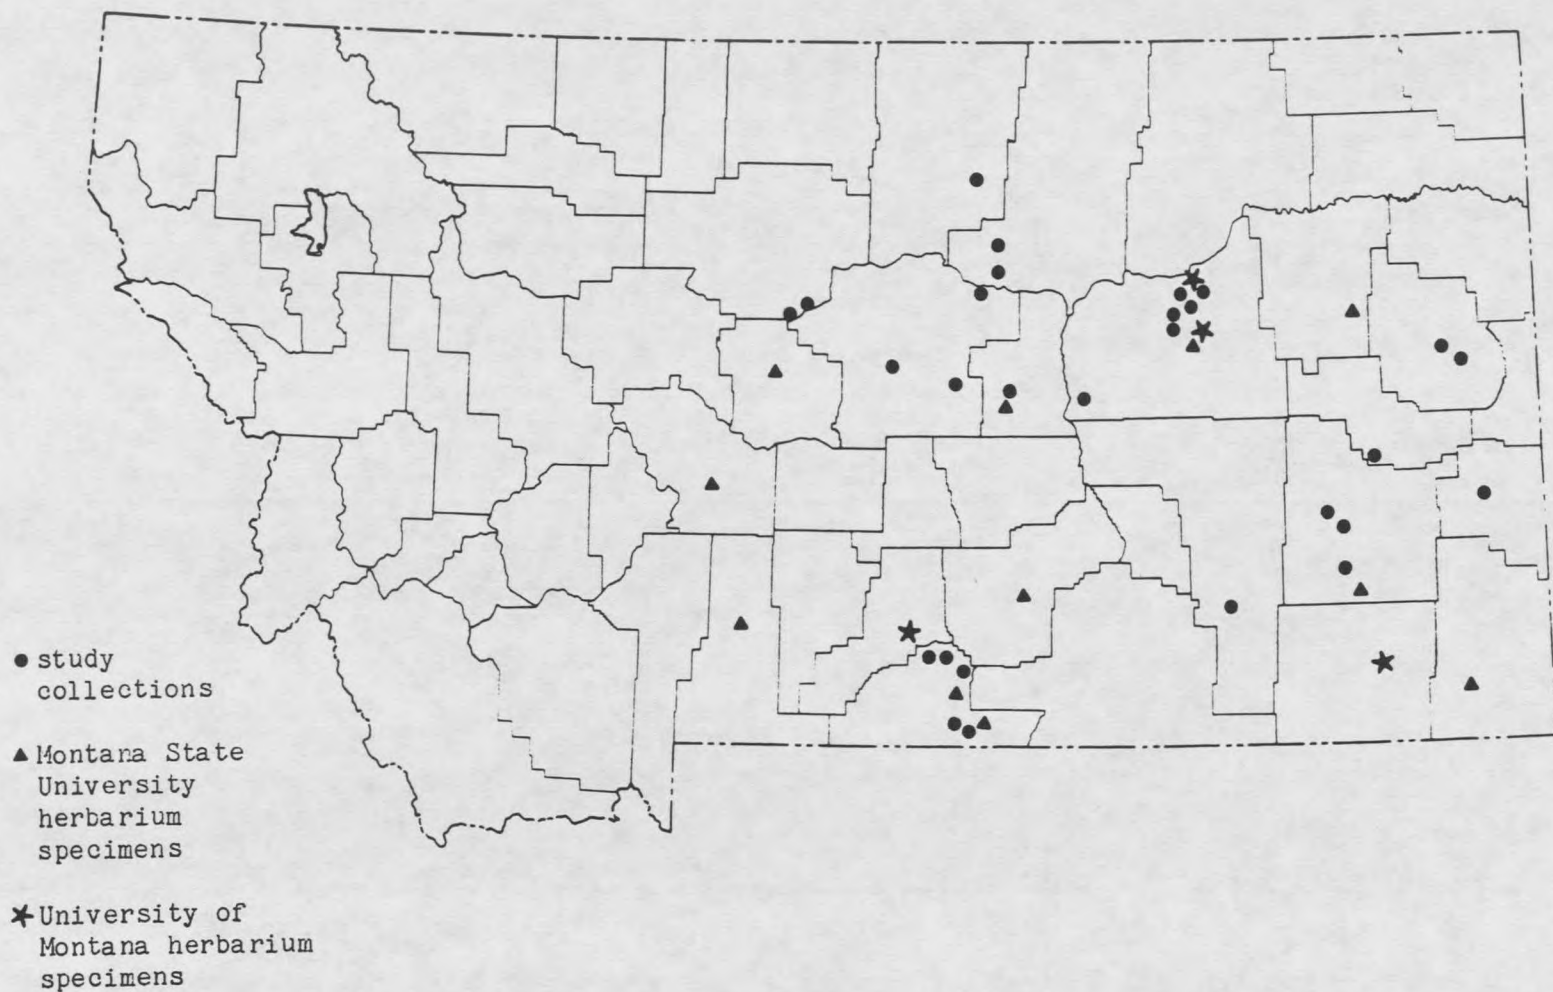 study
collections
Montana State
University
herbarium
specimens
University of
Montana herbarium
specimens